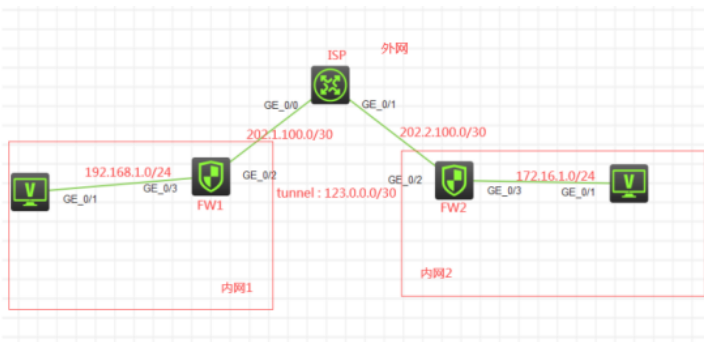 ISP
外网
GE_0/0
GE_0/1
202.1.100.0/30
202.2.100.0/30
192.168.1.0/24
GE_0/1
GE_0/3
GE_0/2
FW1
tunnel : 123.0.0.0/30
GE_0/2
FW2
GE_0/3
172.16.1.0/24
GE_0/1
V
V
内网1
内网2